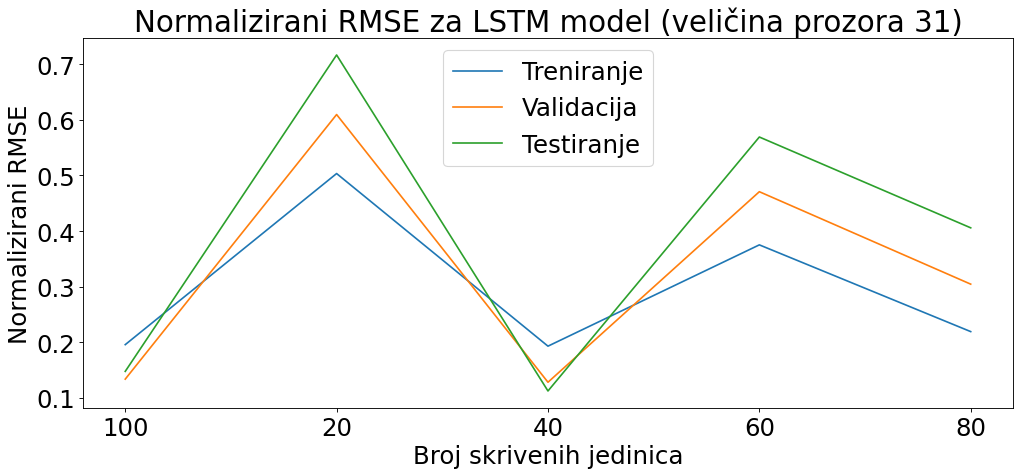 Normalizirani RMSE za LSTM model (veličina prozora 31)
Normalizirani RMSE
0.7
0.6
0.5
0.4
0.3
0.2
0.1
Treniranje
Validacija
Testiranje
100 20 40 60 80
Broj skrivenih jedinica